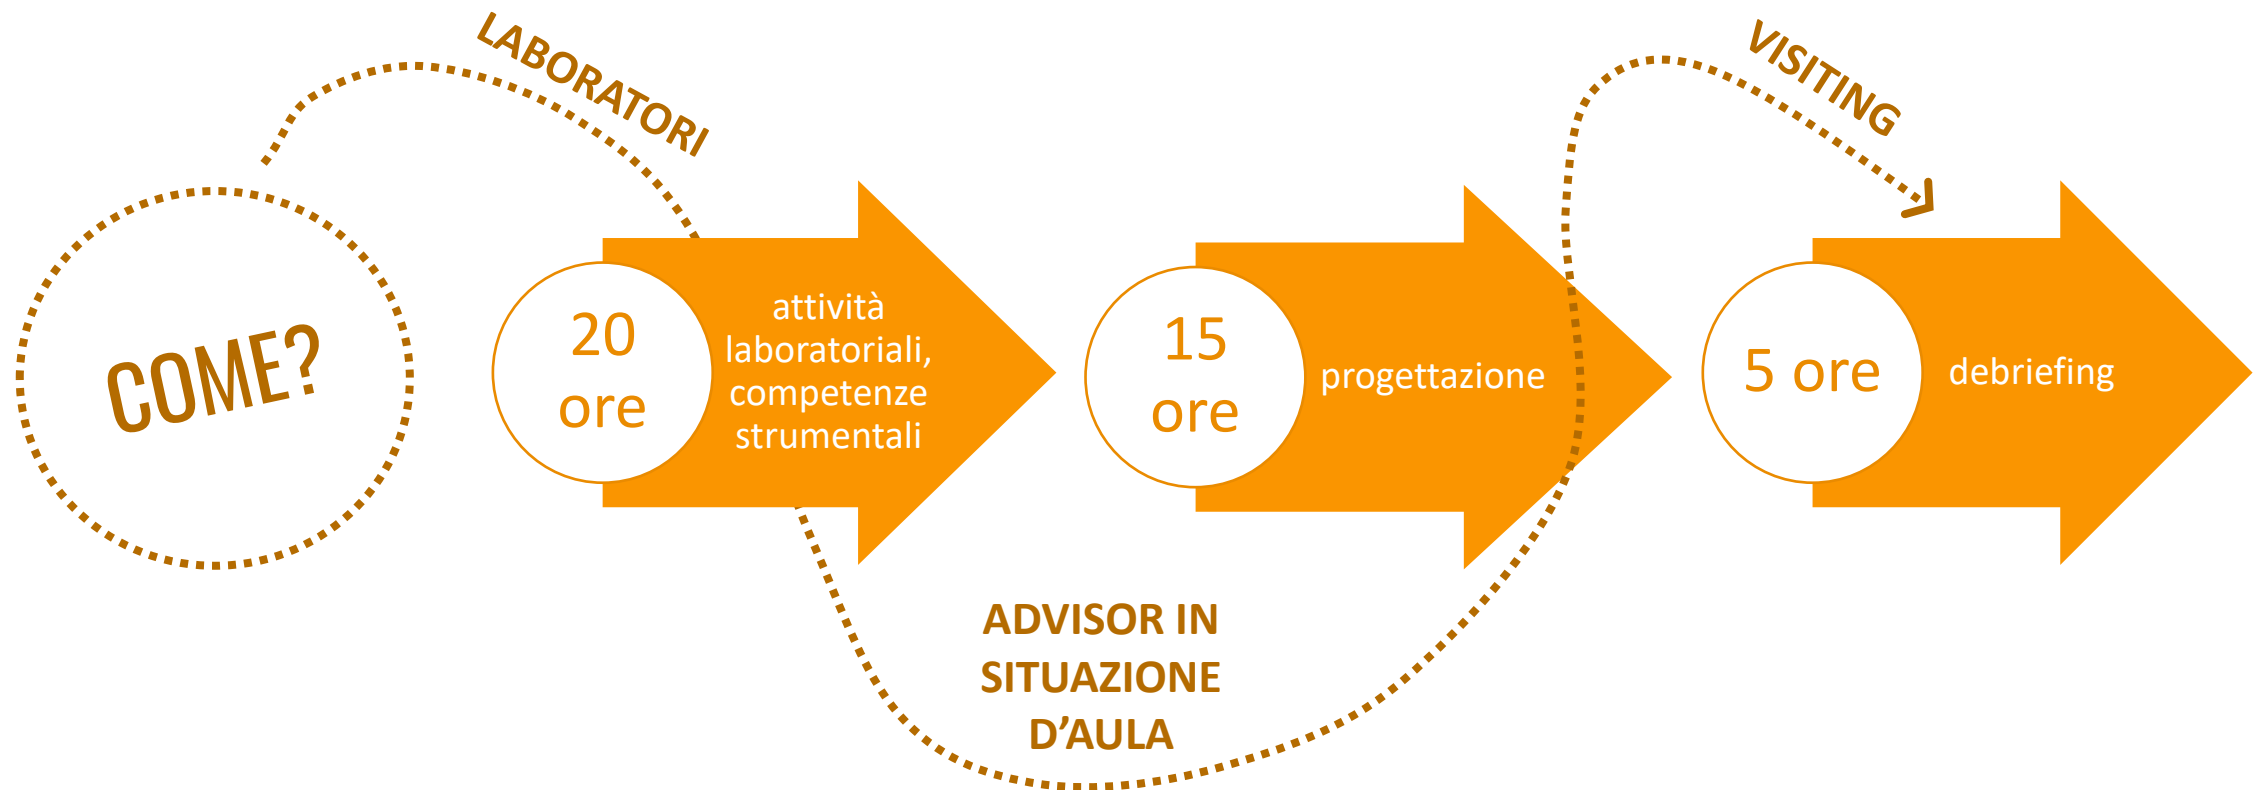 LABORATORI
VISITING
COME?
20
ore
attività
laboratoriali,
competenze
strumentali
15
ore
progettazione
5 ore
debriefing
ADVISOR IN
SITUAZIONE
D’AULA